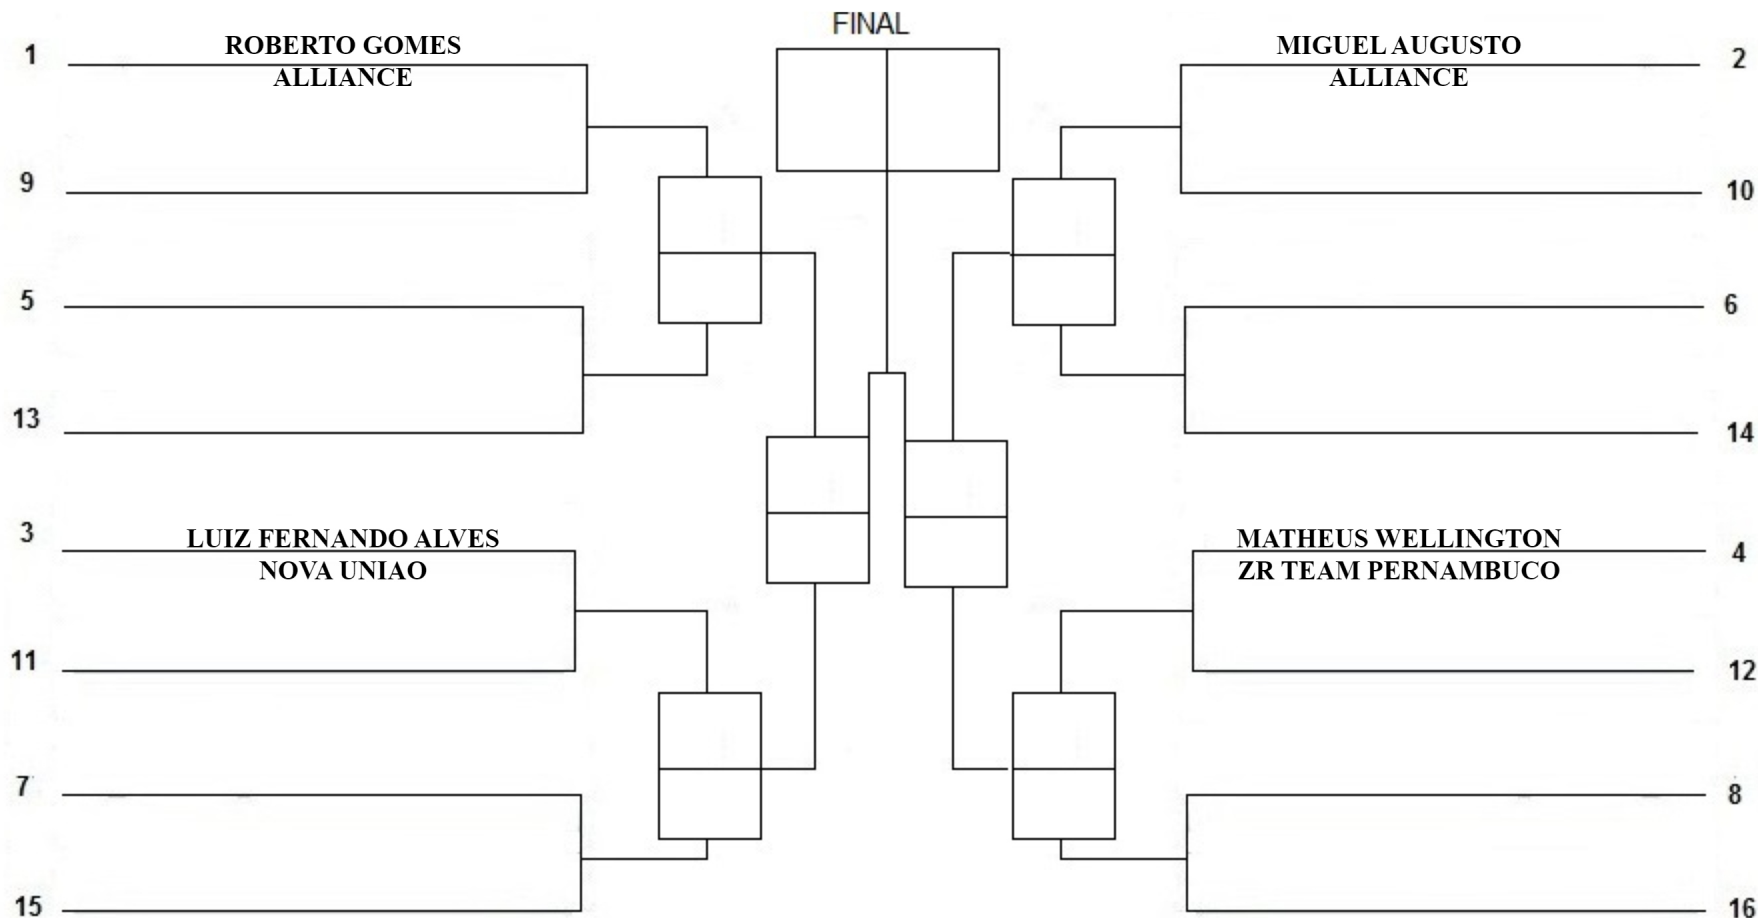 FINAL
1
ROBERTO GOMES
ALLIANCE
9
5
13
3
LUIZ FERNANDO ALVES
NOVA UNIAO
11
7
15
MIGUEL AUGUSTO
ALLIANCE
2
10
6
14
MATHEUS WELLINGTON
ZR TEAM PERNAMBUCO
4
12
8
16